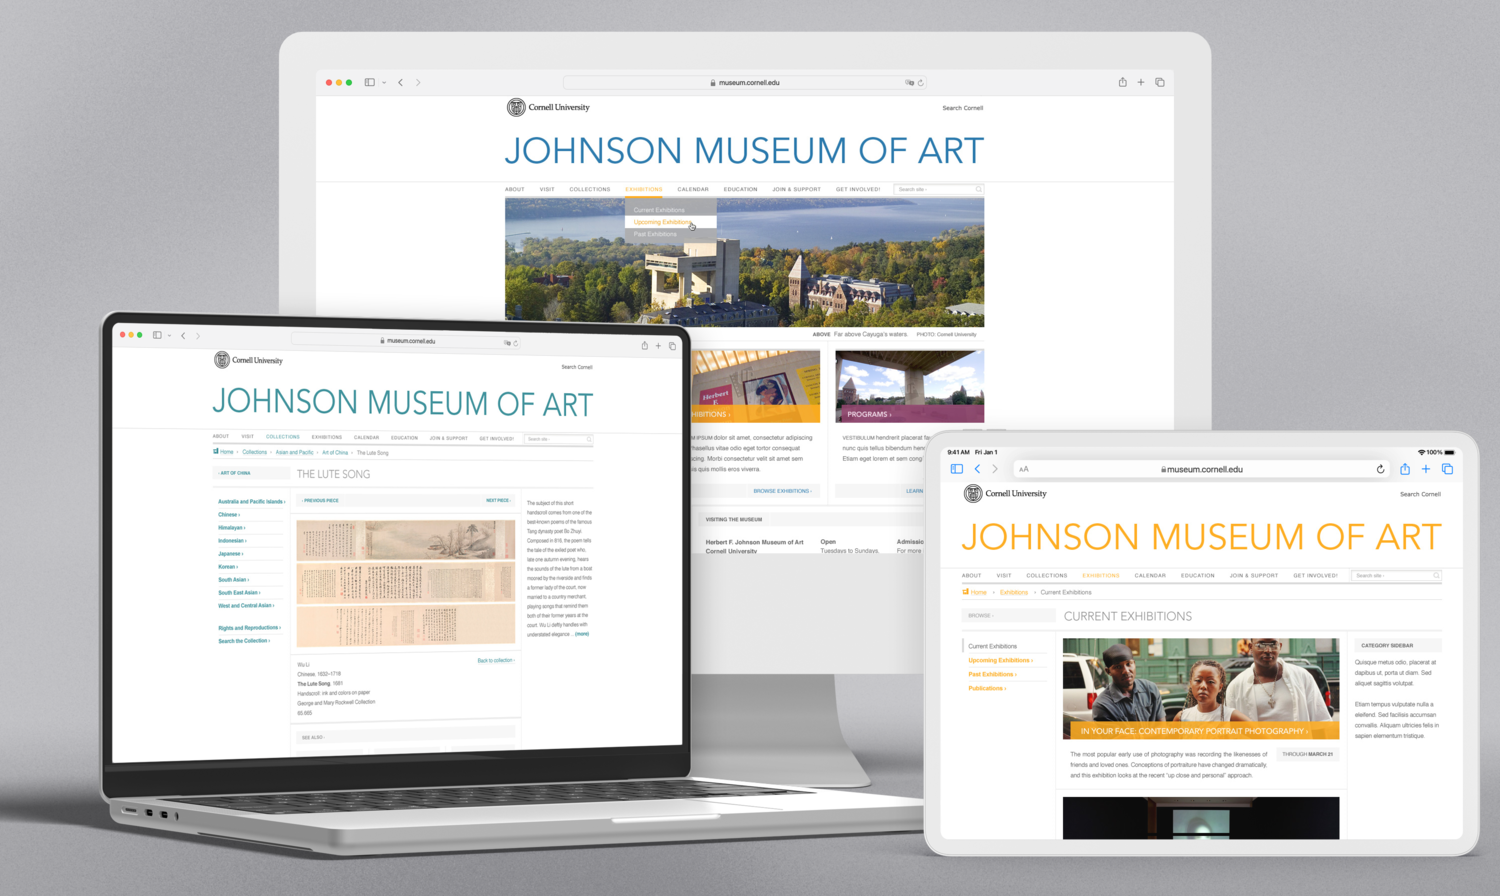 museum.cornell.edu
Cornell University
Search Cornell
JOHNSON MUSEUM OF ART
ABOUT VISIT COLLECTIONS EXHIBITIONS CALENDAR EDUCATION JOIN & SUPPORT GET INVOLVED! Search site ›
Current Exhibitions
Upcoming Exhibitions
Past Exhibitions
ABOVE Far above Cayuga's waters. PHOTO: Cornell University
Herbert
HIBITIONS ›
PROGRAMS ›
M IPSUM dolor sit amet, consectetur adipiscing
Phasellus vitae odio eget tortor consequat
scing. Morbi consectetur velit sit amet sem
is quis mollis eros viverra.
BROWSE EXHIBITIONS ›
VESTIBULUM hendrerit placerat fa
nunc quis tellus bibendum hend
Etiam eget lorem et sem cong
LEARN
VISITING THE MUSEUM
Herbert F. Johnson Museum of Art
Cornell University
Open
Tuesdays to Sundays,
Admissio
For more
museum.cornell.edu
Cornell University
Search Cornell
JOHNSON MUSEUM OF ART
ABOUT VISIT COLLECTIONS EXHIBITIONS CALENDAR EDUCATION JOIN & SUPPORT GET INVOLVED! Search site ›
Home › Collections › Asian and Pacific › Art of China › The Lute Song
‹ ART OF CHINA
THE LUTE SONG
Australia and Pacific Islands ›
Chinese ›
Himalayan ›
Indonesian ›
Japanese ›
Korean ›
South Asian ›
South East Asian ›
West and Central Asian ›
Rights and Reproductions ›
Search the Collection ›
‹ PREVIOUS PIECE
NEXT PIECE ›
The subject of this short
handscroll comes from one of the
best-known poems of the famous
Tang dynasty poet Bo Zhuyi.
Composed in 816, the poem tells
the tale of the exiled poet who,
late one autumn evening, hears
the sounds of the lute from a boat
moored by the riverside and finds
a former lady of the court, now
married to a country merchant,
playing songs that remind them
both of their former years at the
court. Wu Li deftly handles with
understated elegance ... (more)
Back to collection ›
Wu Li
Chinese, 1632–1718
The Lute Song, 1681
Handscroll: ink and colors on paper
George and Mary Rockwell Collection
SEE ALSO ›
9:41 AM Fri Jan 1
100%
AA
museum.cornell.edu
Cornell University
Search Cornell
JOHNSON MUSEUM OF ART
ABOUT VISIT COLLECTIONS EXHIBITIONS CALENDAR EDUCATION JOIN & SUPPORT GET INVOLVED! Search site ›
Home › Exhibitions › Current Exhibitions
BROWSE ›
CURRENT EXHIBITIONS
Current Exhibitions
Upcoming Exhibitions ›
Past Exhibitions ›
Publications ›
IN YOUR FACE: CONTEMPORARY PORTRAIT PHOTOGRAPHY ›
The most popular early use of photography was recording the likenesses of
friends and loved ones. Conceptions of portraiture have changed dramatically,
and this exhibition looks at the recent "up close and personal" approach.
THROUGH MARCH 21
CATEGORY SIDEBAR
Quisque metus odio, placerat at
dapibus ut, porta ut diam. Sed
aliquet sagittis volutpat.
Etiam tempus vulputate nulla a
eleifend. Sed facilisis accumsan
convallis. Aliquam ultricies felis in
sapien elementum tristique.